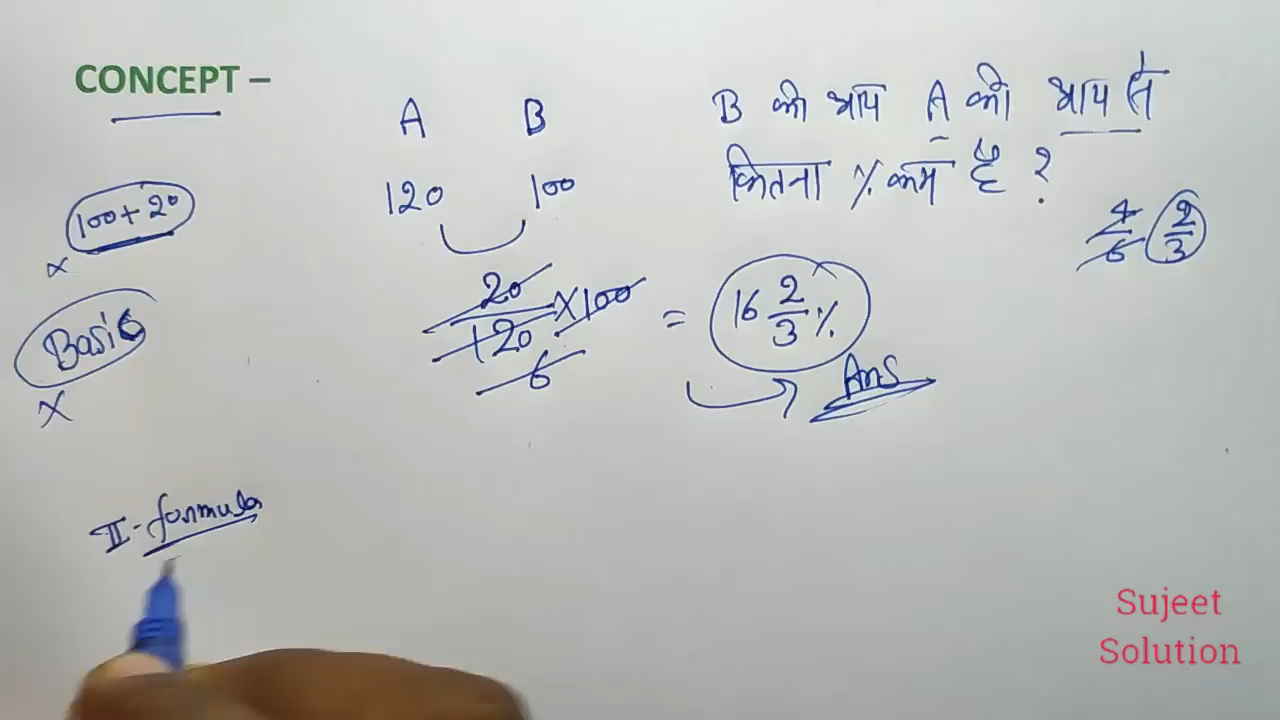 CONCEPT –
A B
120 100
100+20
×
Basic
×
20/120 × 100 = 16 2/3 %
6
Ans
B की आय A की आय से
कितना % कम है ?
4/6 2/3
II - formula
Sujeet
Solution